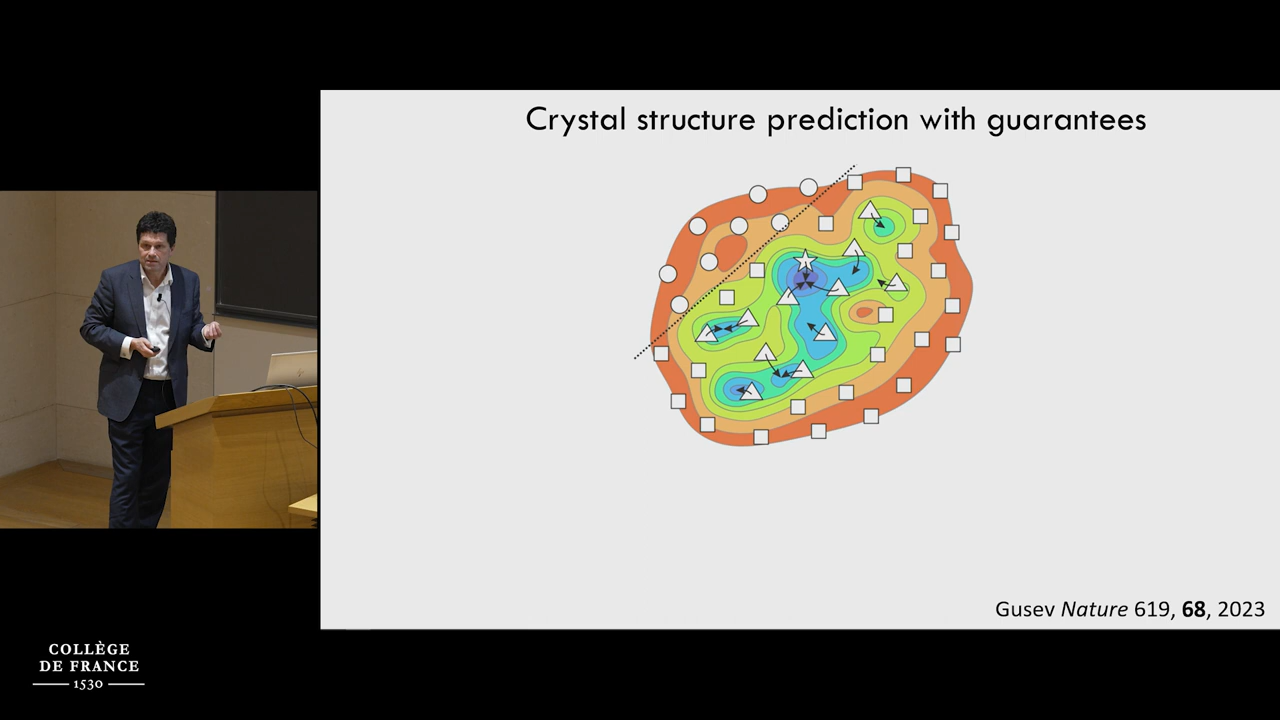 Crystal structure prediction with guarantees
Gusev Nature 619, 68, 2023
COLLÈGE
DE FRANCE
1530